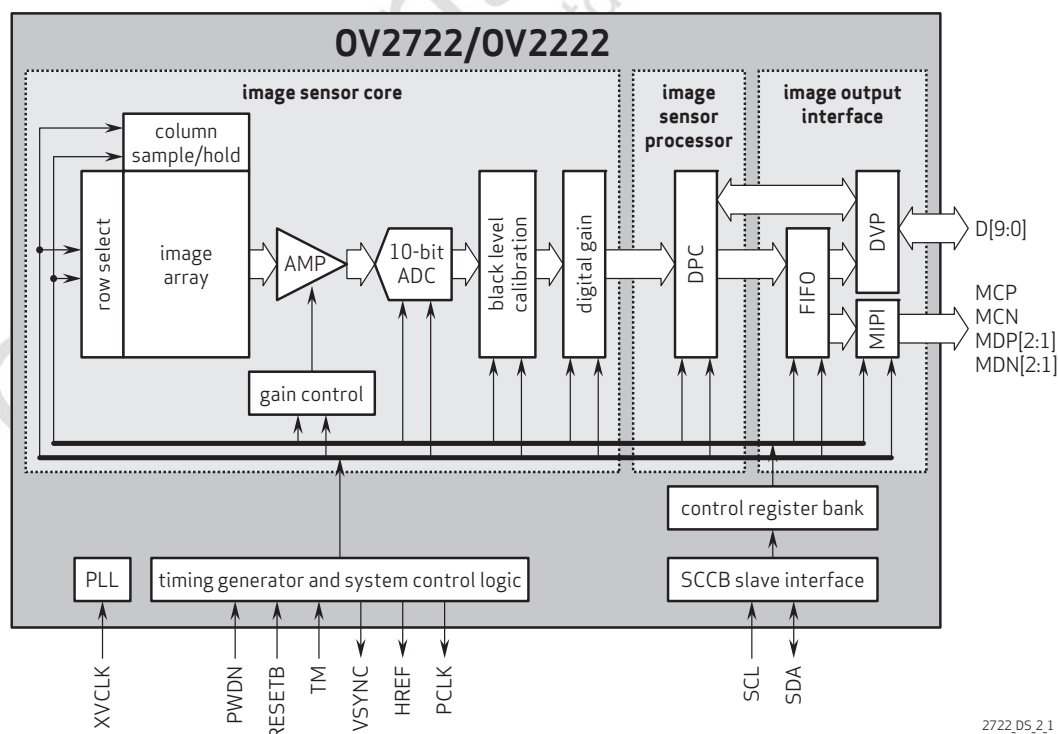 OV2722/OV2222
image sensor core
image
sensor
processor
image output
interface
column
sample/hold
row select
image
array
AMP
10-bit
ADC
black level
calibration
digital gain
DPC
FIFO
DVP
MIPI
D[9:0]
MCP
MCN
MDP[2:1]
MDN[2:1]
gain control
control register bank
PLL
timing generator and system control logic
SCCB slave interface
XVCLK
PWDN
RESETB
TM
VSYNC
HREF
PCLK
SCL
SDA
2722_DS_2_1